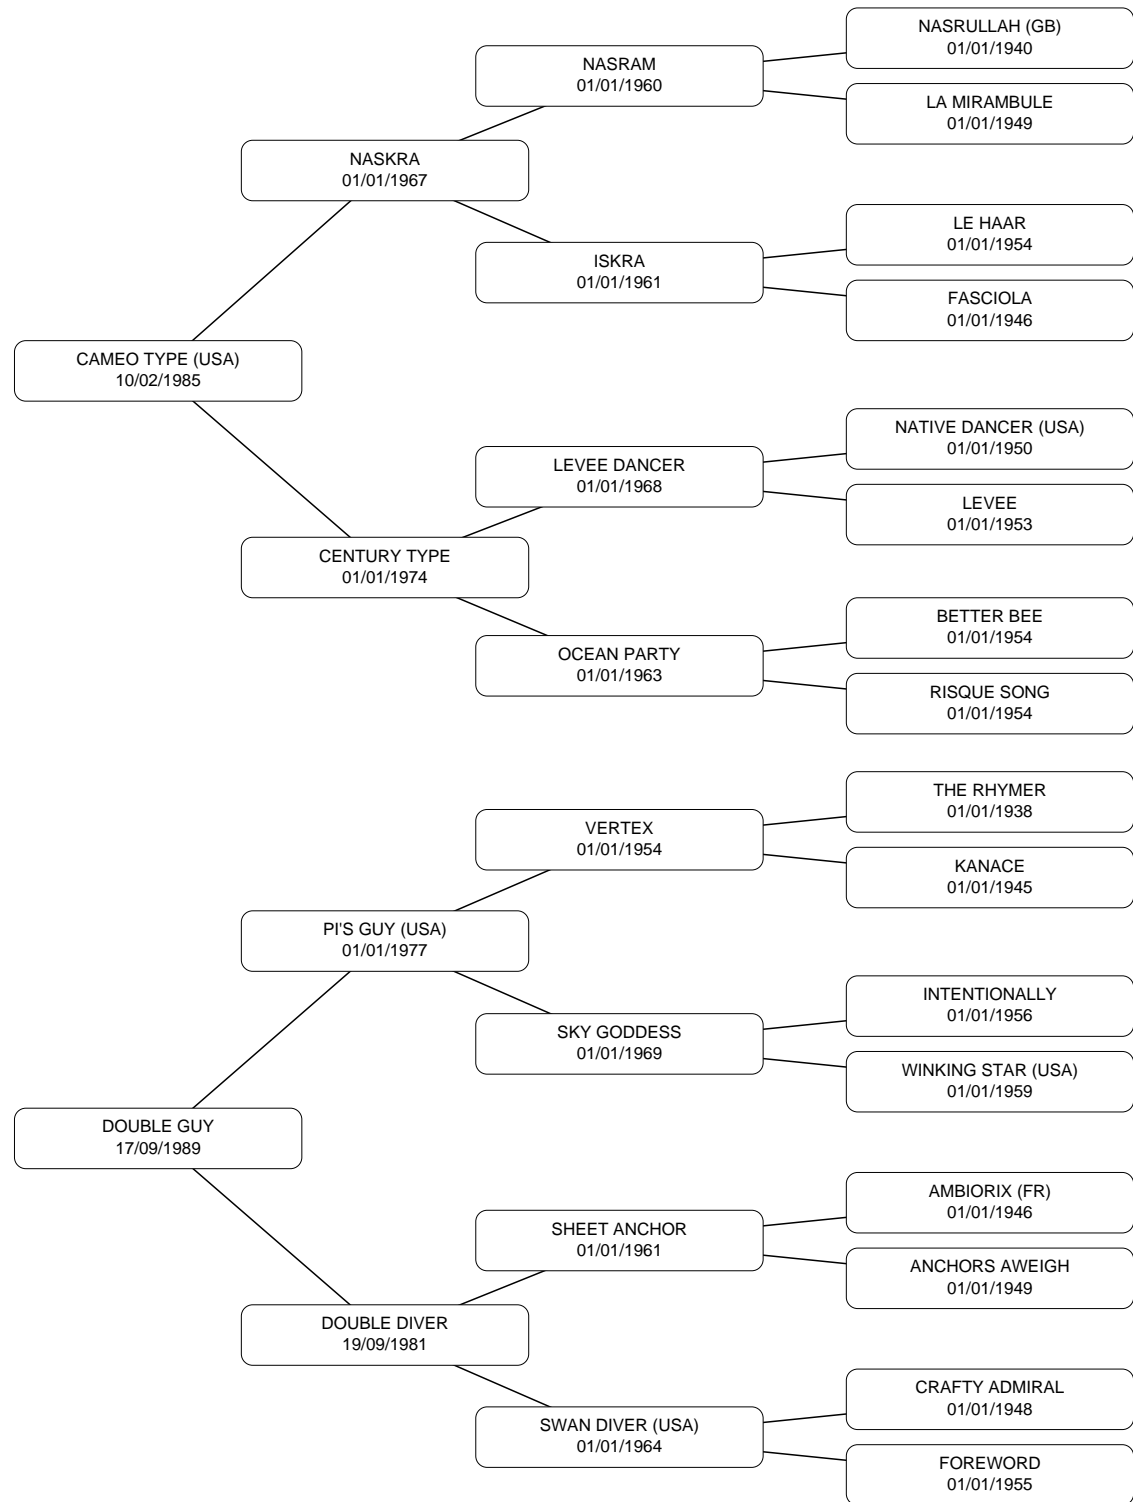 NASRULLAH (GB)
01/01/1940
NASRAM
01/01/1960
LA MIRAMBULE
01/01/1949
NASKRA
01/01/1967
LE HAAR
01/01/1954
ISKRA
01/01/1961
FASCIOLA
01/01/1946
CAMEO TYPE (USA)
10/02/1985
NATIVE DANCER (USA)
01/01/1950
LEVEE DANCER
01/01/1968
LEVEE
01/01/1953
CENTURY TYPE
01/01/1974
BETTER BEE
01/01/1954
OCEAN PARTY
01/01/1963
RISQUE SONG
01/01/1954
THE RHYMER
01/01/1938
VERTEX
01/01/1954
KANACE
01/01/1945
PI'S GUY (USA)
01/01/1977
INTENTIONALLY
01/01/1956
SKY GODDESS
01/01/1969
WINKING STAR (USA)
01/01/1959
DOUBLE GUY
17/09/1989
AMBIORIX (FR)
01/01/1946
SHEET ANCHOR
01/01/1961
ANCHORS AWEIGH
01/01/1949
DOUBLE DIVER
19/09/1981
CRAFTY ADMIRAL
01/01/1948
SWAN DIVER (USA)
01/01/1964
FOREWORD
01/01/1955